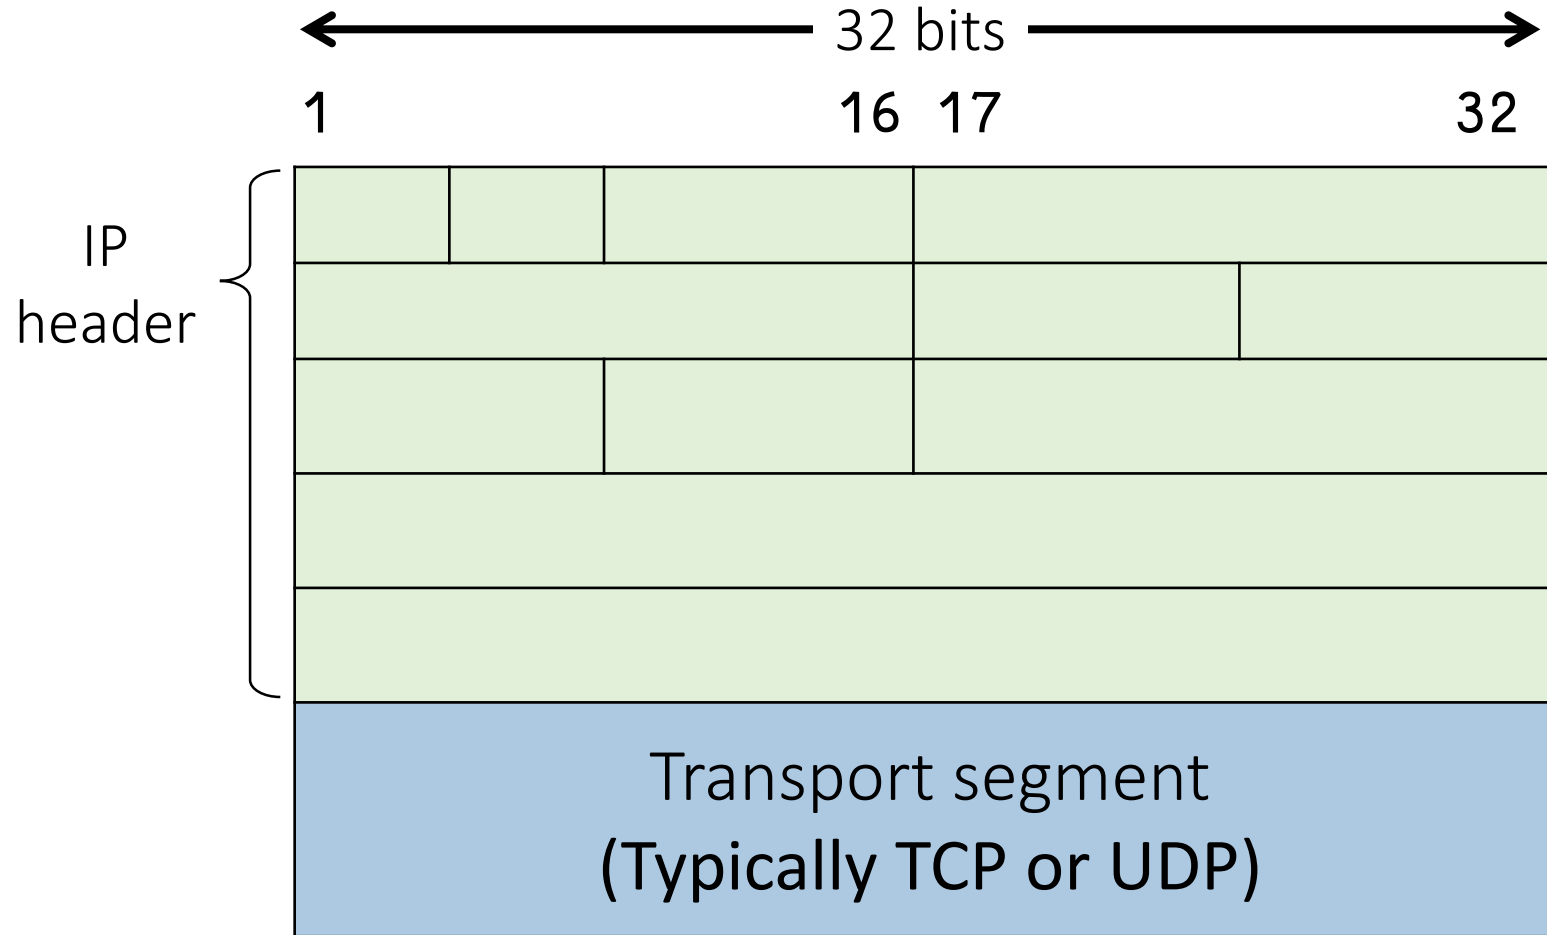 32 bits
1 16 17 32
IP
header
Transport segment
(Typically TCP or UDP)